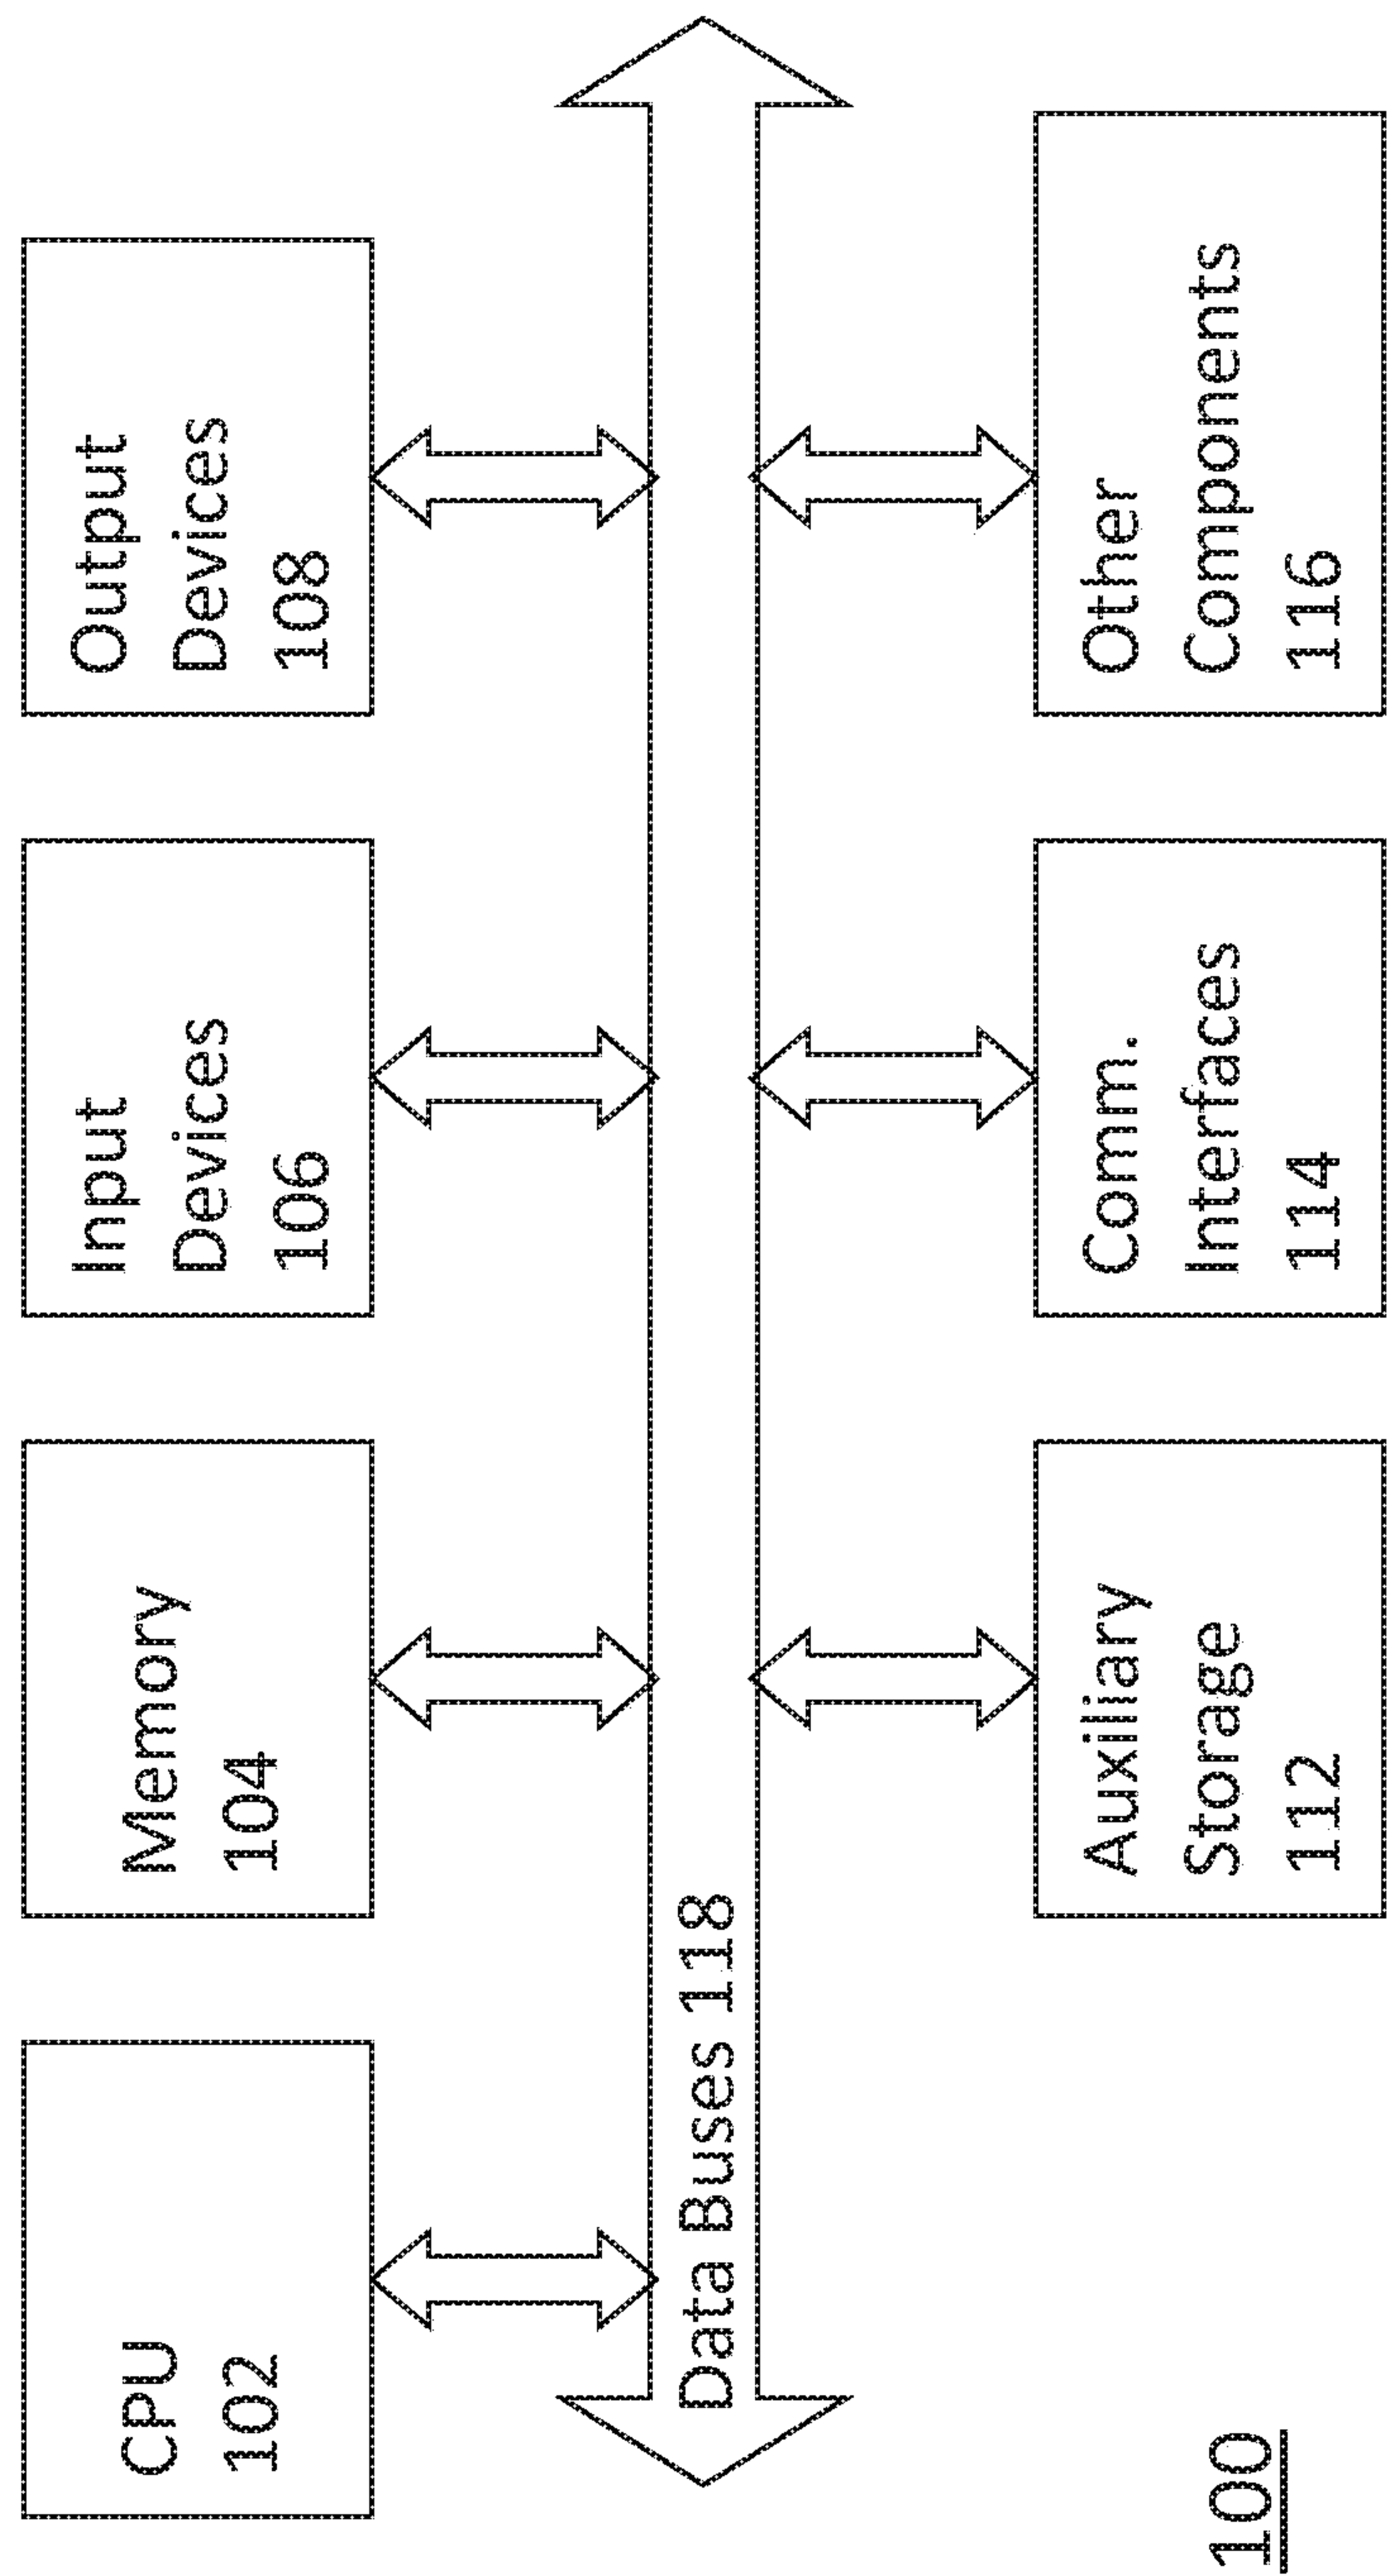 CPU
102
Memory
104
Input
Devices
106
Output
Devices
108
Data Buses 118
Auxiliary
Storage
112
Comm.
Interfaces
114
Other
Components
116
100